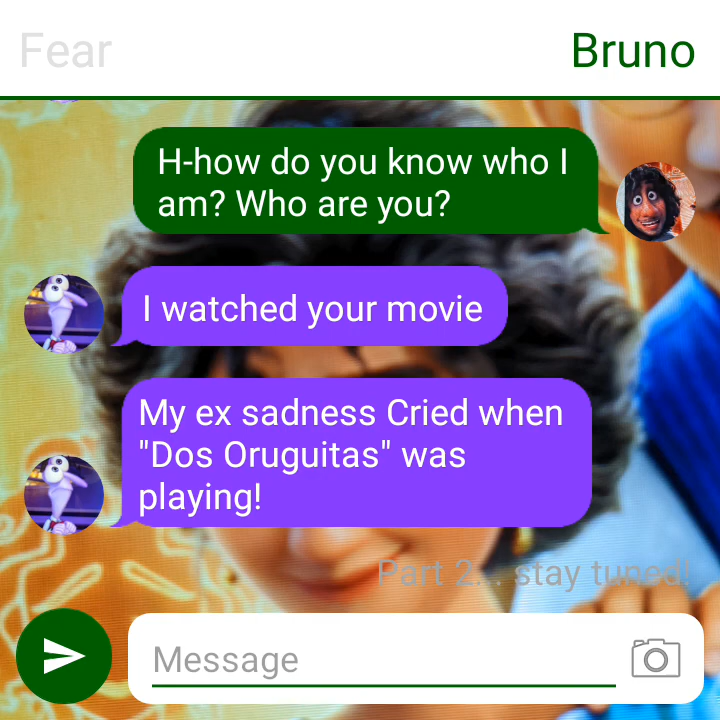 Fear
Bruno
H-how do you know who I
am? Who are you?
I watched your movie
My ex sadness Cried when
"Dos Oruguitas" was
playing!
Part 2... stay tuned!
Message